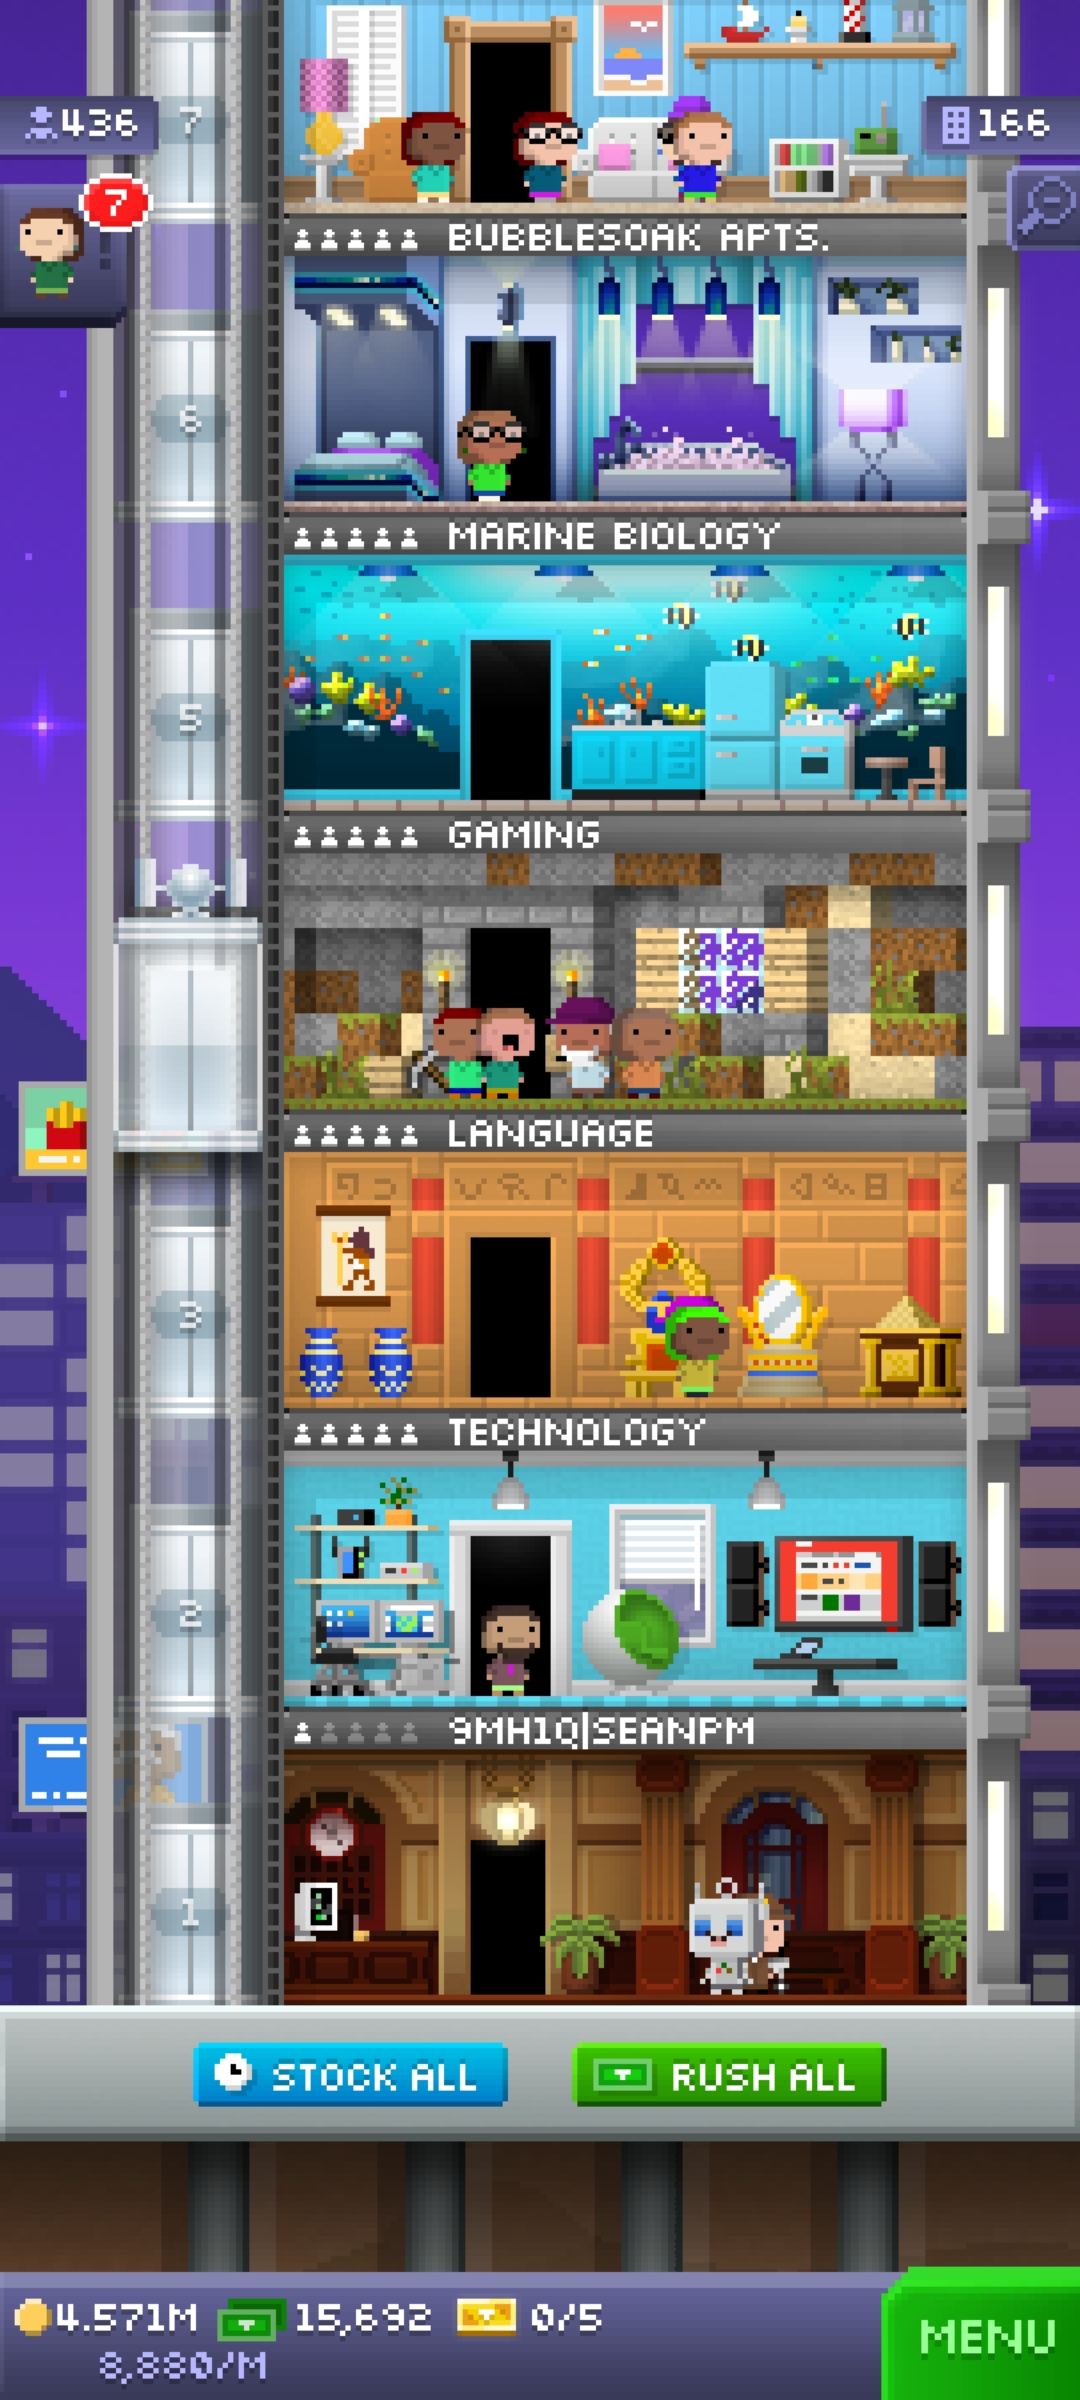 436
7
166
7
BUBBLESOAK APTS.
6
MARINE BIOLOGY
5
GAMING
LANGUAGE
3
TECHNOLOGY
2
9MH1Q|SEANPM
1
STOCK ALL
RUSH ALL
4.571M
15,692
0/5
8,880/M
MENU